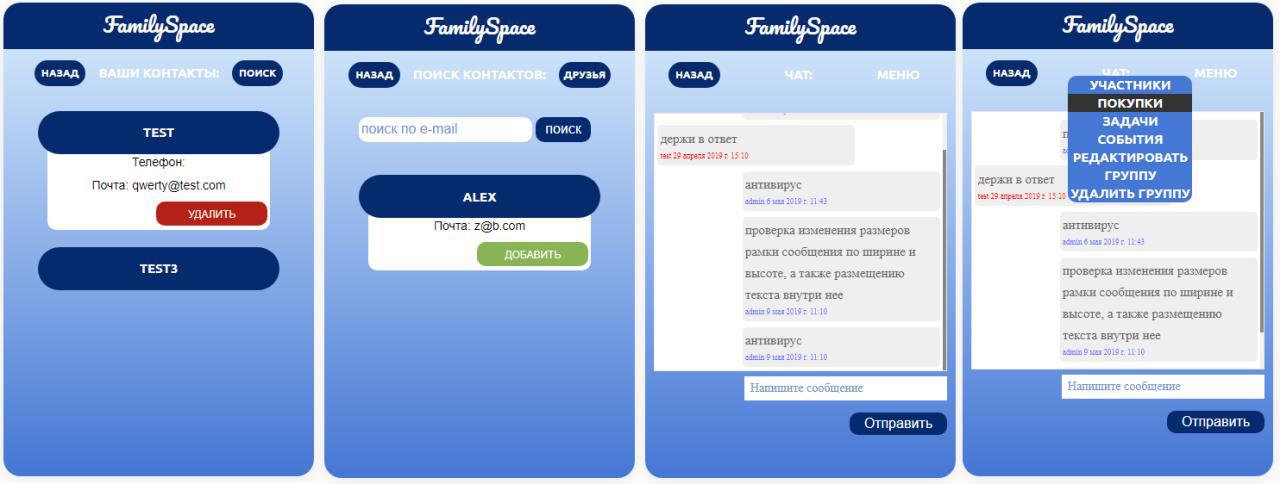 FamilySpace
НАЗАД
ВАШИ КОНТАКТЫ:
ПОИСК
TEST
Телефон:
Почта: qwerty@test.com
УДАЛИТЬ
TEST3
FamilySpace
НАЗАД
ПОИСК КОНТАКТОВ:
ДРУЗЬЯ
поиск по e-mail
ПОИСК
ALEX
Почта: z@b.com
ДОБАВИТЬ
FamilySpace
НАЗАД
ЧАТ:
МЕНЮ
держи в ответ
test 29 апреля 2019 г. 15:10
антивирус
admin 6 мая 2019 г. 11:43
проверка изменения размеров
рамки сообщения по ширине и
высоте, а также размещению
текста внутри нее
admin 9 мая 2019 г. 11:10
антивирус
admin 9 мая 2019 г. 11:10
Напишите сообщение
Отправить
FamilySpace
НАЗАД
ЧАТ:
МЕНЮ
УЧАСТНИКИ
ПОКУПКИ
ЗАДАЧИ
СОБЫТИЯ
РЕДАКТИРОВАТЬ
ГРУППУ
УДАЛИТЬ ГРУППУ
держи в ответ
test 29 апреля 2019 г. 15:10
антивирус
admin 6 мая 2019 г. 11:43
проверка изменения размеров
рамки сообщения по ширине и
высоте, а также размещению
текста внутри нее
admin 9 мая 2019 г. 11:10
Напишите сообщение
Отправить